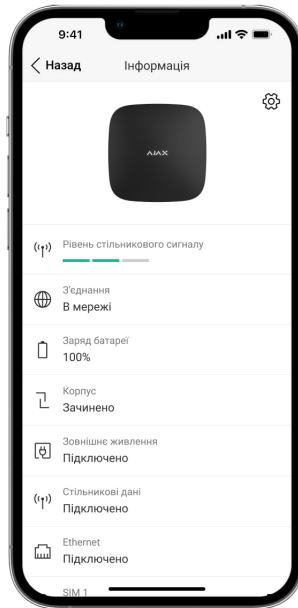 9:41
Назад
Інформація
AJAX
Рівень стільникового сигналу
З'єднання
В мережі
Заряд батареї
100%
Корпус
Зачинено
Зовнішнє живлення
Підключено
Стільникові дані
Підключено
Ethernet
Підключено
SIM 1